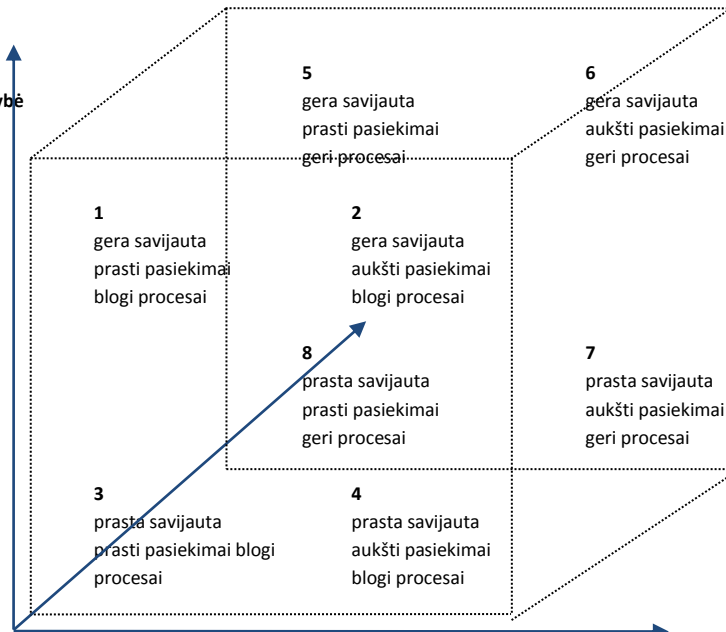 5
gera savijauta
prasti pasiekimai
geri procesai
6
gera savijauta
aukšti pasiekimai
geri procesai
1
gera savijauta
prasti pasiekimai
blogi procesai
2
gera savijauta
aukšti pasiekimai
blogi procesai
8
prasta savijauta
prasti pasiekimai
geri procesai
7
prasta savijauta
aukšti pasiekimai
geri procesai
3
prasta savijauta
prasti pasiekimai blogi
procesai
4
prasta savijauta
aukšti pasiekimai
blogi procesai